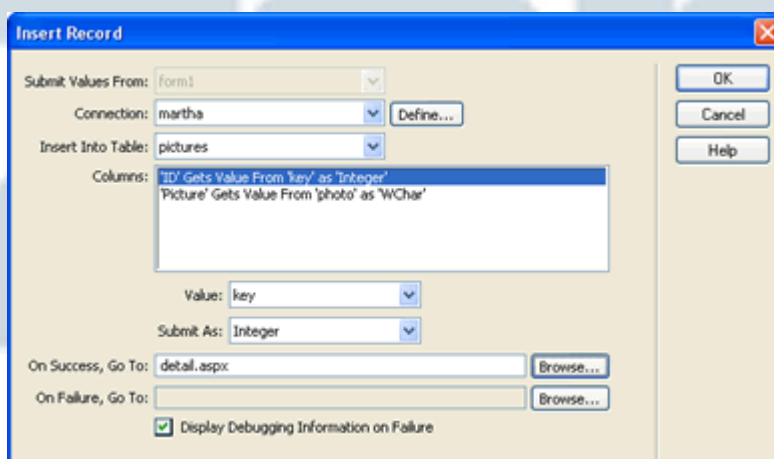 Insert Record
Submit Values From: form1
OK
Connection: martha Define...
Cancel
Insert Into Table: pictures
Help
Columns: 'ID' Gets Value From 'key' as 'Integer'
'Picture' Gets Value From 'photo' as 'WChar'
Value: key
Submit As: Integer
On Success, Go To: detail.aspx Browse...
On Failure, Go To: Browse...
Display Debugging Information on Failure